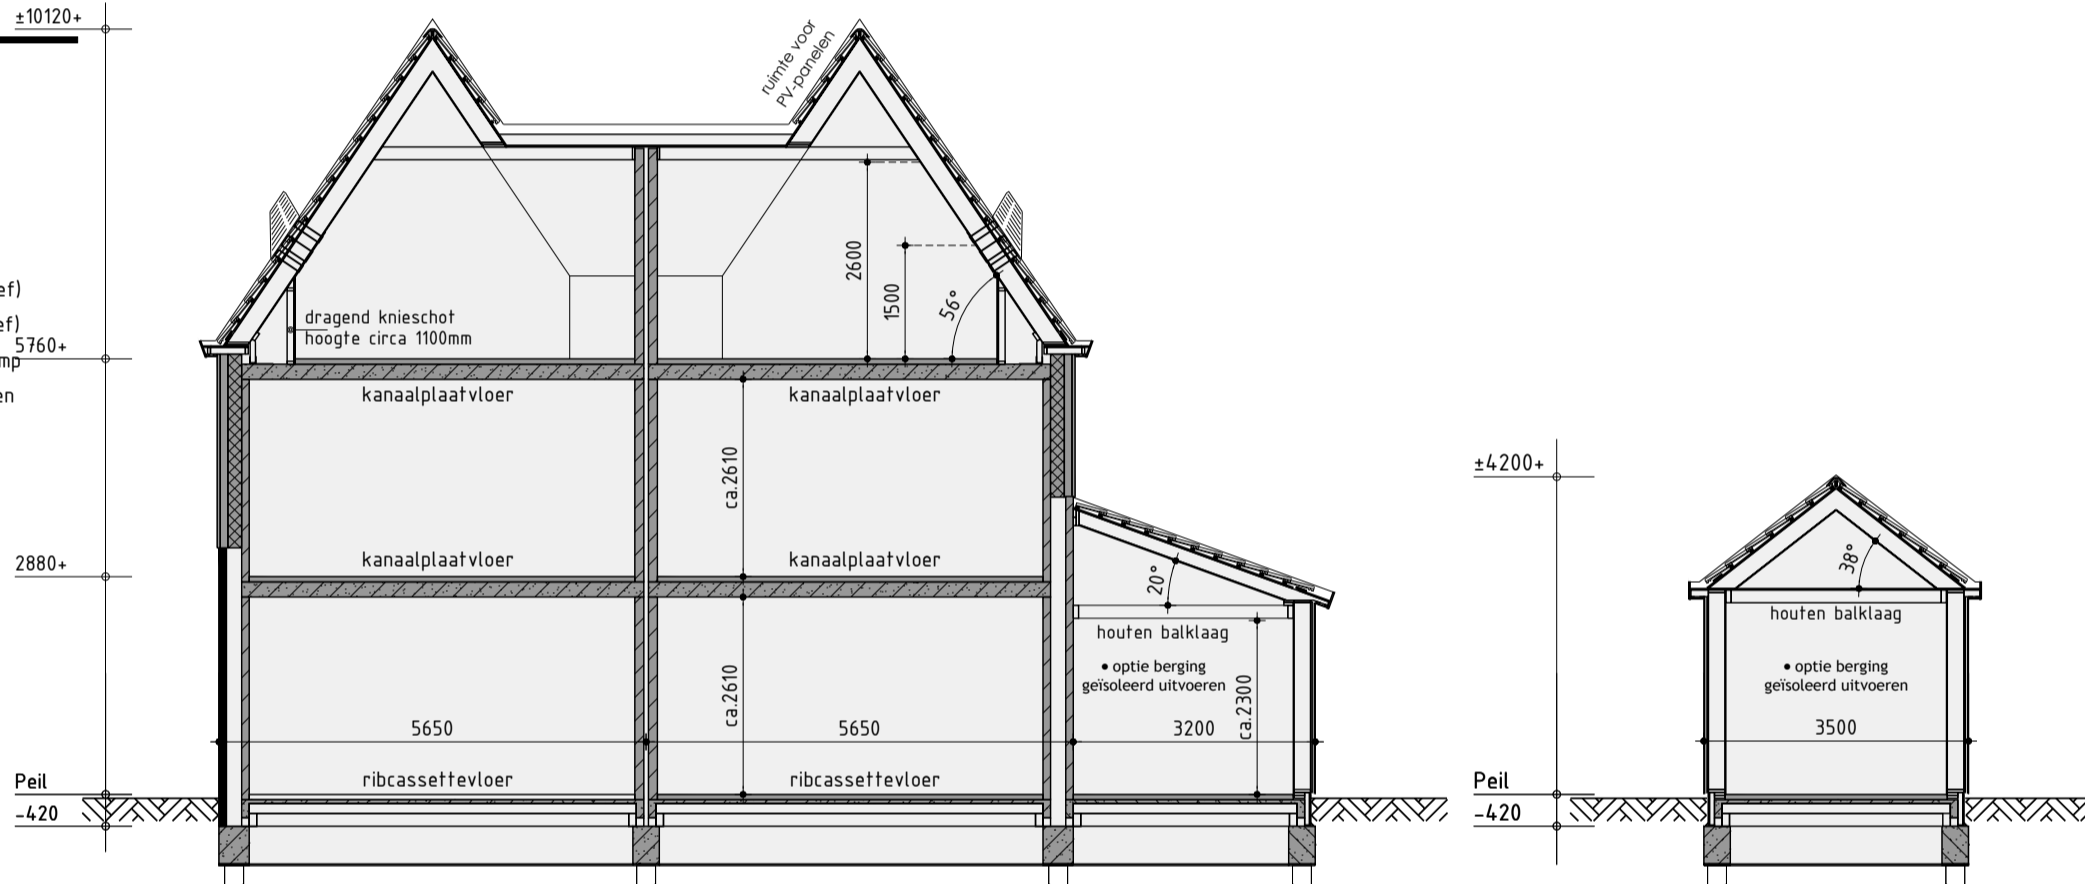 ±10120+
ef)
ef)
5760+
mp
en
2880+
Peil
-420
ruimte voor
PV-panelen
2600
1500
56°
dragend knieschot
hoogte circa 1100mm
kanaalplaatvloer
kanaalplaatvloer
ca.2610
kanaalplaatvloer
kanaalplaatvloer
20°
houten balklaag
• optie berging
geïsoleerd uitvoeren
ca.2610
ca.2300
5650
5650
3200
ribcassettevloer
ribcassettevloer
±4200+
38°
houten balklaag
• optie berging
geïsoleerd uitvoeren
3500
Peil
-420